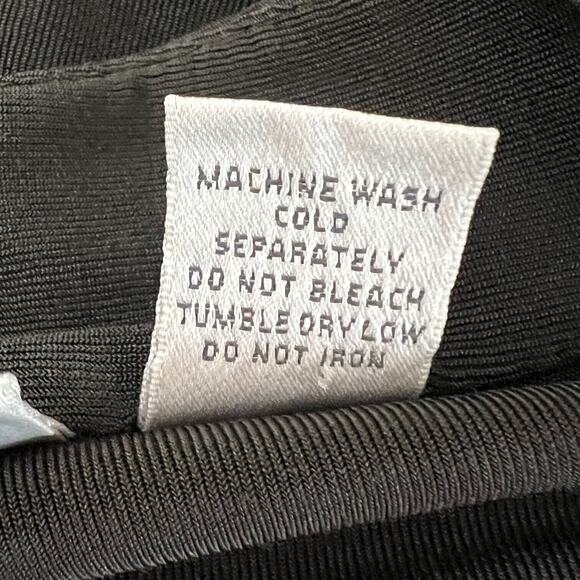 MACHINE WASH
COLD
SEPARATELY
DO NOT BLEACH
TUMBLE DRY LOW
DO NOT IRON